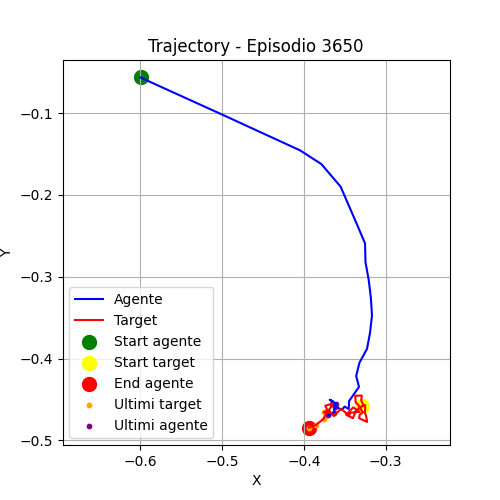 Trajectory - Episodio 3650
Y
−0.1
−0.2
−0.3
−0.4
−0.5
Agente
Target
Start agente
Start target
End agente
Ultimi target
Ultimi agente
−0.6
−0.5
−0.4
−0.3
X